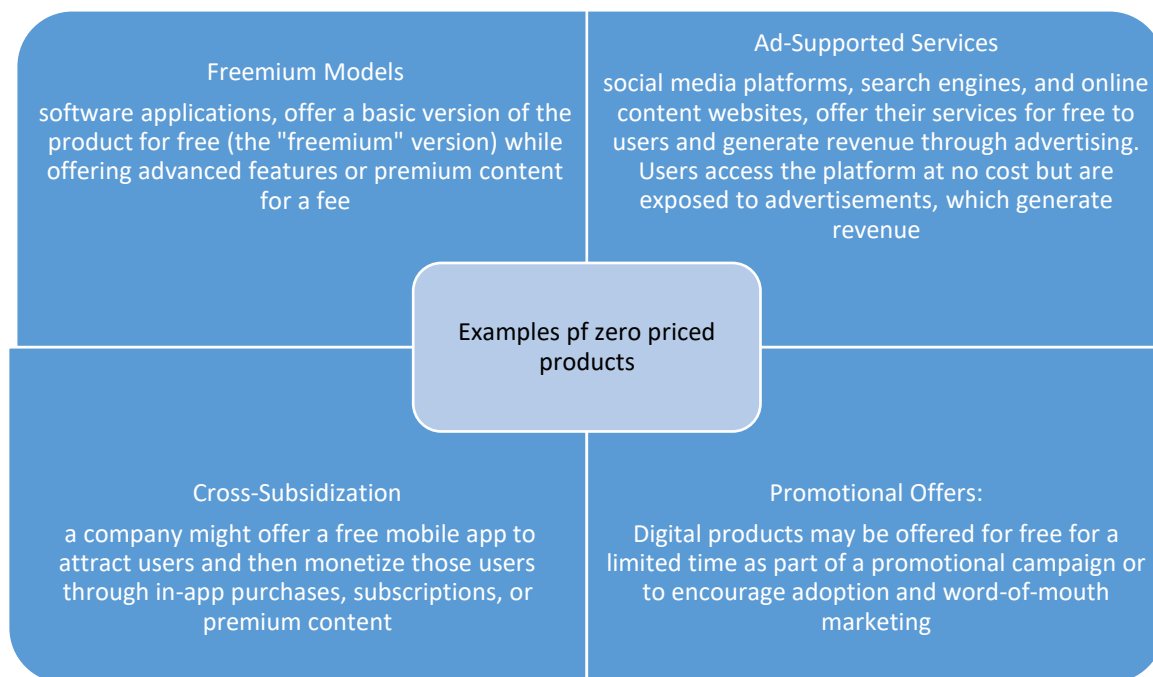 Freemium Models
software applications, offer a basic version of the
product for free (the "freemium" version) while
offering advanced features or premium content
for a fee
Ad-Supported Services
social media platforms, search engines, and online
content websites, offer their services for free to
users and generate revenue through advertising.
Users access the platform at no cost but are
exposed to advertisements, which generate
revenue
Examples pf zero priced
products
Cross-Subsidization
a company might offer a free mobile app to
attract users and then monetize those users
through in-app purchases, subscriptions, or
premium content
Promotional Offers:
Digital products may be offered for free for a
limited time as part of a promotional campaign or
to encourage adoption and word-of-mouth
marketing